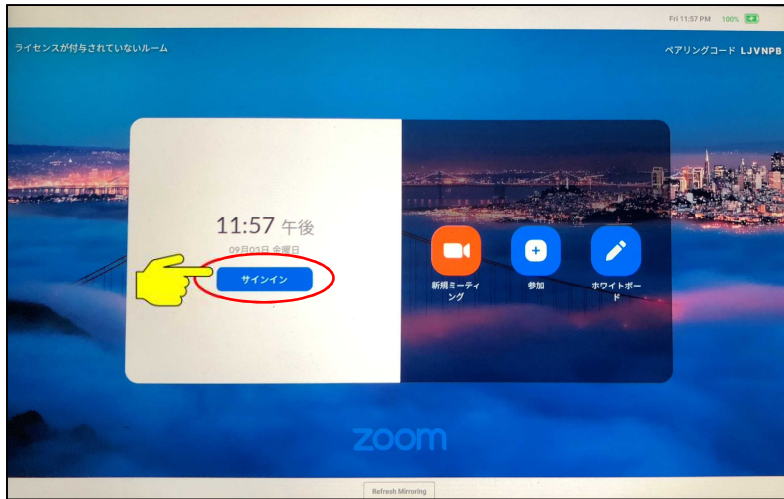 Fri 11:57 PM 100%
ライセンスが付与されていないルーム
ペアリングコード LJVNPB
11:57 午後
09月03日 金曜日
サインイン
新規ミーティ
ング
参加
ホワイトボー
ド
zoom
Refresh Mirroring